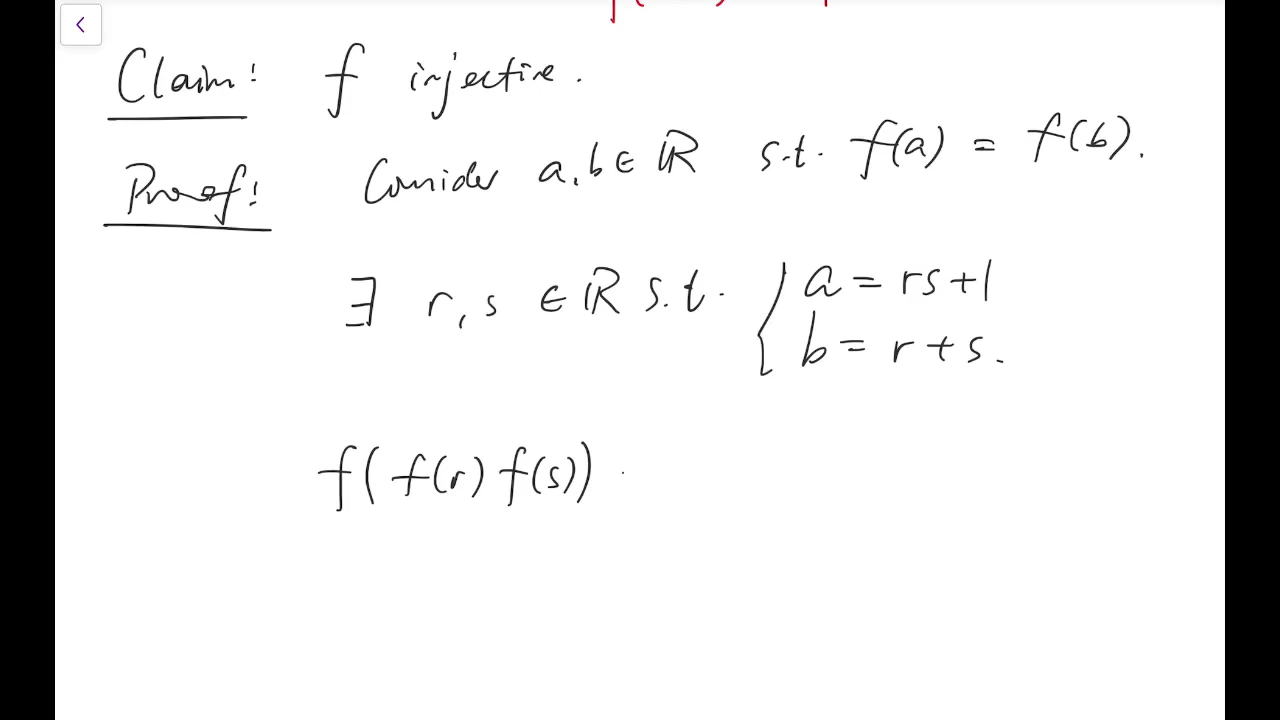 Claim: f injective.
Proof: Consider a, b ∈ ℝ s.t. f(a) = f(b).
∃ r, s ∈ ℝ s.t. { a = rs+1
b = r + s.
f( f(r) f(s))